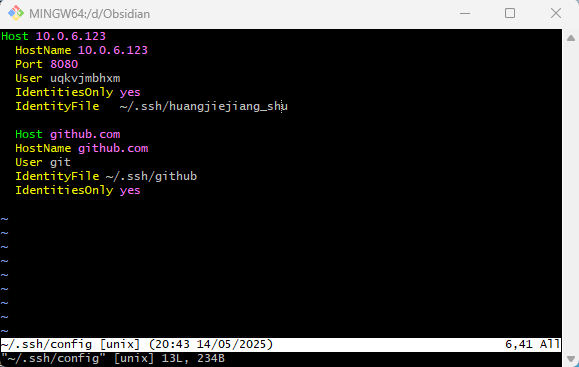 MINGW64:/d/Obsidian
Host 10.0.6.123
  HostName 10.0.6.123
  Port 8080
  User uqkvjmbhxm
  IdentitiesOnly yes
  IdentityFile   ~/.ssh/huangjiejiang_shu

  Host github.com
  HostName github.com
  User git
  IdentityFile ~/.ssh/github
  IdentitiesOnly yes

~
~
~
~
~
~
~
~
~
~/.ssh/config [unix] (20:43 14/05/2025)                                 6,41 All
"~/.ssh/config" [unix] 13L, 234B